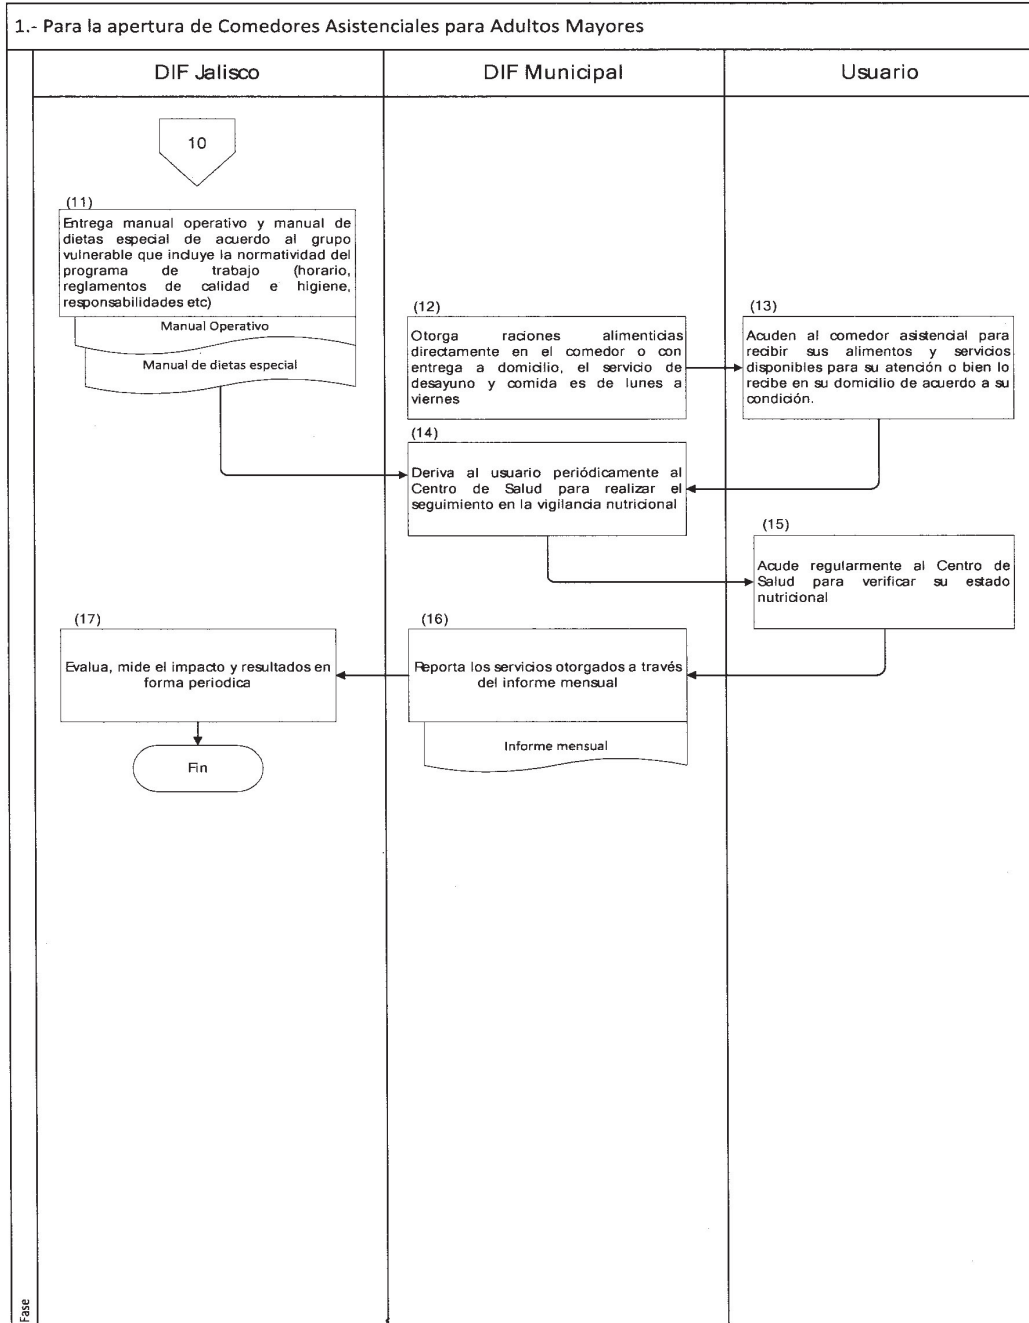 1.- Para la apertura de Comedores Asistenciales para Adultos Mayores
DIF Jalisco
DIF Municipal
Usuario
10
(11)
Entrega manual operativo y manual de
dietas especial de acuerdo al grupo
vulnerable que incluye la normatividad del
programa de trabajo (horario,
reglamentos de calidad e higiene,
responsabilidades etc)
Manual Operativo
Manual de dietas especial
(12)
Otorga raciones alimenticias
directamente en el comedor o con
entrega a domicilio, el servicio de
desayuno y comida es de lunes a
viernes
(13)
Acuden al comedor asistencial para
recibir sus alimentos y servicios
disponibles para su atención o bien lo
recibe en su domicilio de acuerdo a su
condición.
(14)
Deriva al usuario periódicamente al
Centro de Salud para realizar el
seguimiento en la vigilancia nutricional
(15)
Acude regularmente al Centro de
Salud para verificar su estado
nutricional
(16)
Reporta los servicios otorgados a través
del informe mensual
Informe mensual
(17)
Evalua, mide el impacto y resultados en
forma periodica
Fin
Fase